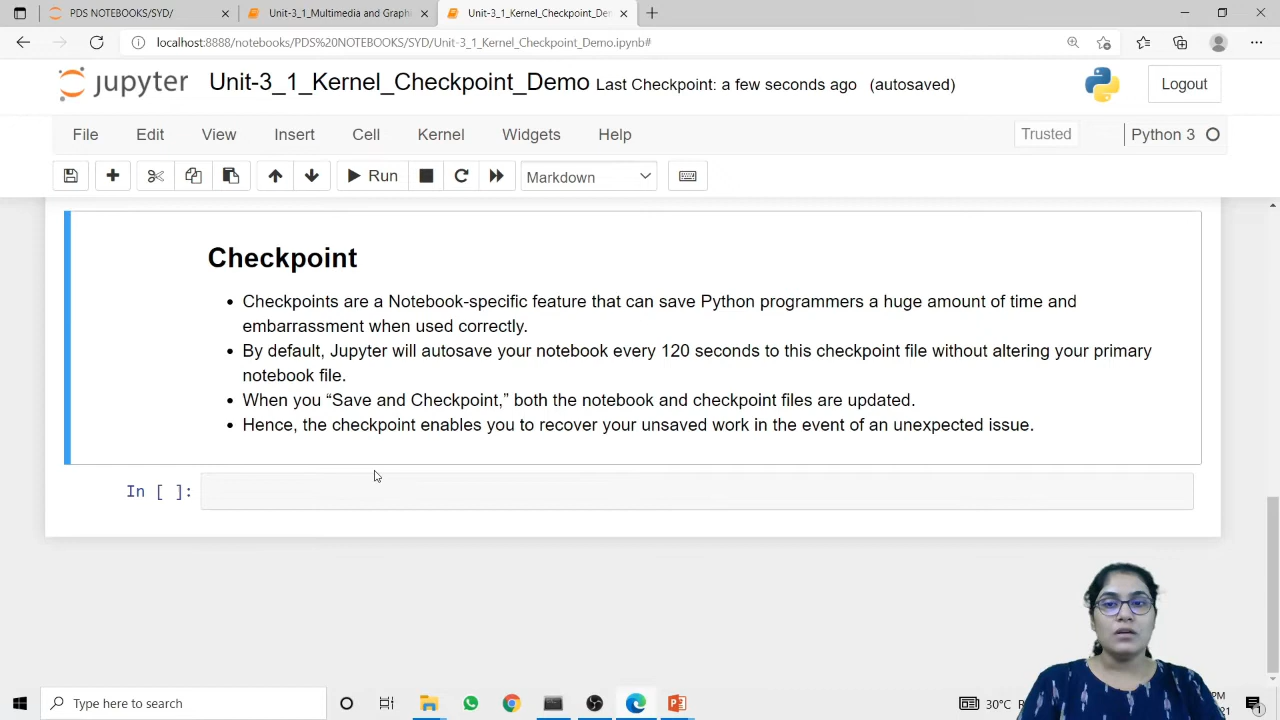 PDS NOTEBOOKS/SYD/
Unit-3_1_Multimedia and Graph
Unit-3_1_Kernel_Checkpoint_De
localhost:8888/notebooks/PDS%20NOTEBOOKS/SYD/Unit-3_1_Kernel_Checkpoint_Demo.ipynb#
jupyter Unit-3_1_Kernel_Checkpoint_Demo Last Checkpoint: a few seconds ago (autosaved)
Logout
File Edit View Insert Cell Kernel Widgets Help
Trusted
Python 3
Run
Markdown
Checkpoint
• Checkpoints are a Notebook-specific feature that can save Python programmers a huge amount of time and
embarrassment when used correctly.
• By default, Jupyter will autosave your notebook every 120 seconds to this checkpoint file without altering your primary
notebook file.
• When you “Save and Checkpoint,” both the notebook and checkpoint files are updated.
• Hence, the checkpoint enables you to recover your unsaved work in the event of an unexpected issue.
In [ ]:
Type here to search
30°C
PM
21
1